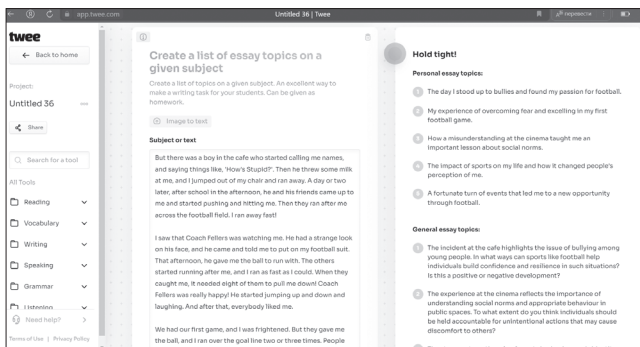 app.twee.com
Untitled 36 | Twee
перевести
twee
← Back to home
Project:
Untitled 36
Share
Search for a tool
All Tools
Reading
Vocabulary
Writing
Speaking
Grammar
Listening
Need help?
Terms of Use | Privacy Policy
Create a list of essay topics on a
given subject
Create a list of topics on a given subject. An excellent way to
make a writing task for your students. Can be given as
homework.
Image to text
Subject or text
But there was a boy in the cafe who started calling me names,
and saying things like, 'How's Stupid?'. Then he threw some milk
at me, and I jumped out of my chair and ran away. A day or two
later, after school in the afternoon, he and his friends came up to
me and started pushing and hitting me. Then they ran after me
across the football field. I ran away fast!
I saw that Coach Fellers was watching me. He had a strange look
on his face, and he came and told me to put on my football suit.
That afternoon, he gave me the ball to run with. The others
started running after me, and I ran as fast as I could. When they
caught me, it needed eight of them to pull me down! Coach
Fellers was really happy! He started jumping up and down and
laughing. And after that, everybody liked me.
We had our first game, and I was frightened. But they gave me
the ball, and I ran over the goal line two or three times. People
Hold tight!
Personal essay topics:
1 The day I stood up to bullies and found my passion for football.
2 My experience of overcoming fear and excelling in my first
football game.
3 How a misunderstanding at the cinema taught me an
important lesson about social norms.
4 The impact of sports on my life and how it changed people's
perception of me.
5 A fortunate turn of events that led me to a new opportunity
through football.
General essay topics:
1 The incident at the cafe highlights the issue of bullying among
young people. In what ways can sports like football help
individuals build confidence and resilience in such situations?
Is this a positive or negative development?
2 The experience at the cinema reflects the importance of
understanding social norms and appropriate behaviour in
public spaces. To what extent do you think individuals should
be held accountable for unintentional actions that may cause
discomfort to others?